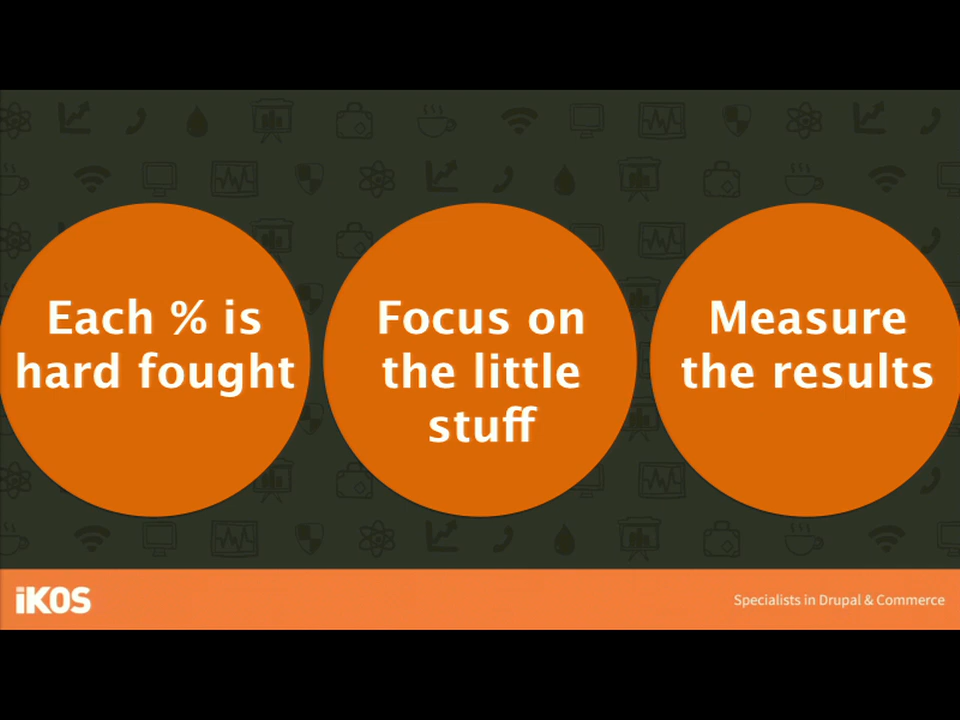 Each % is
hard fought
Focus on
the little
stuff
Measure
the results
iKOS
Specialists in Drupal & Commerce